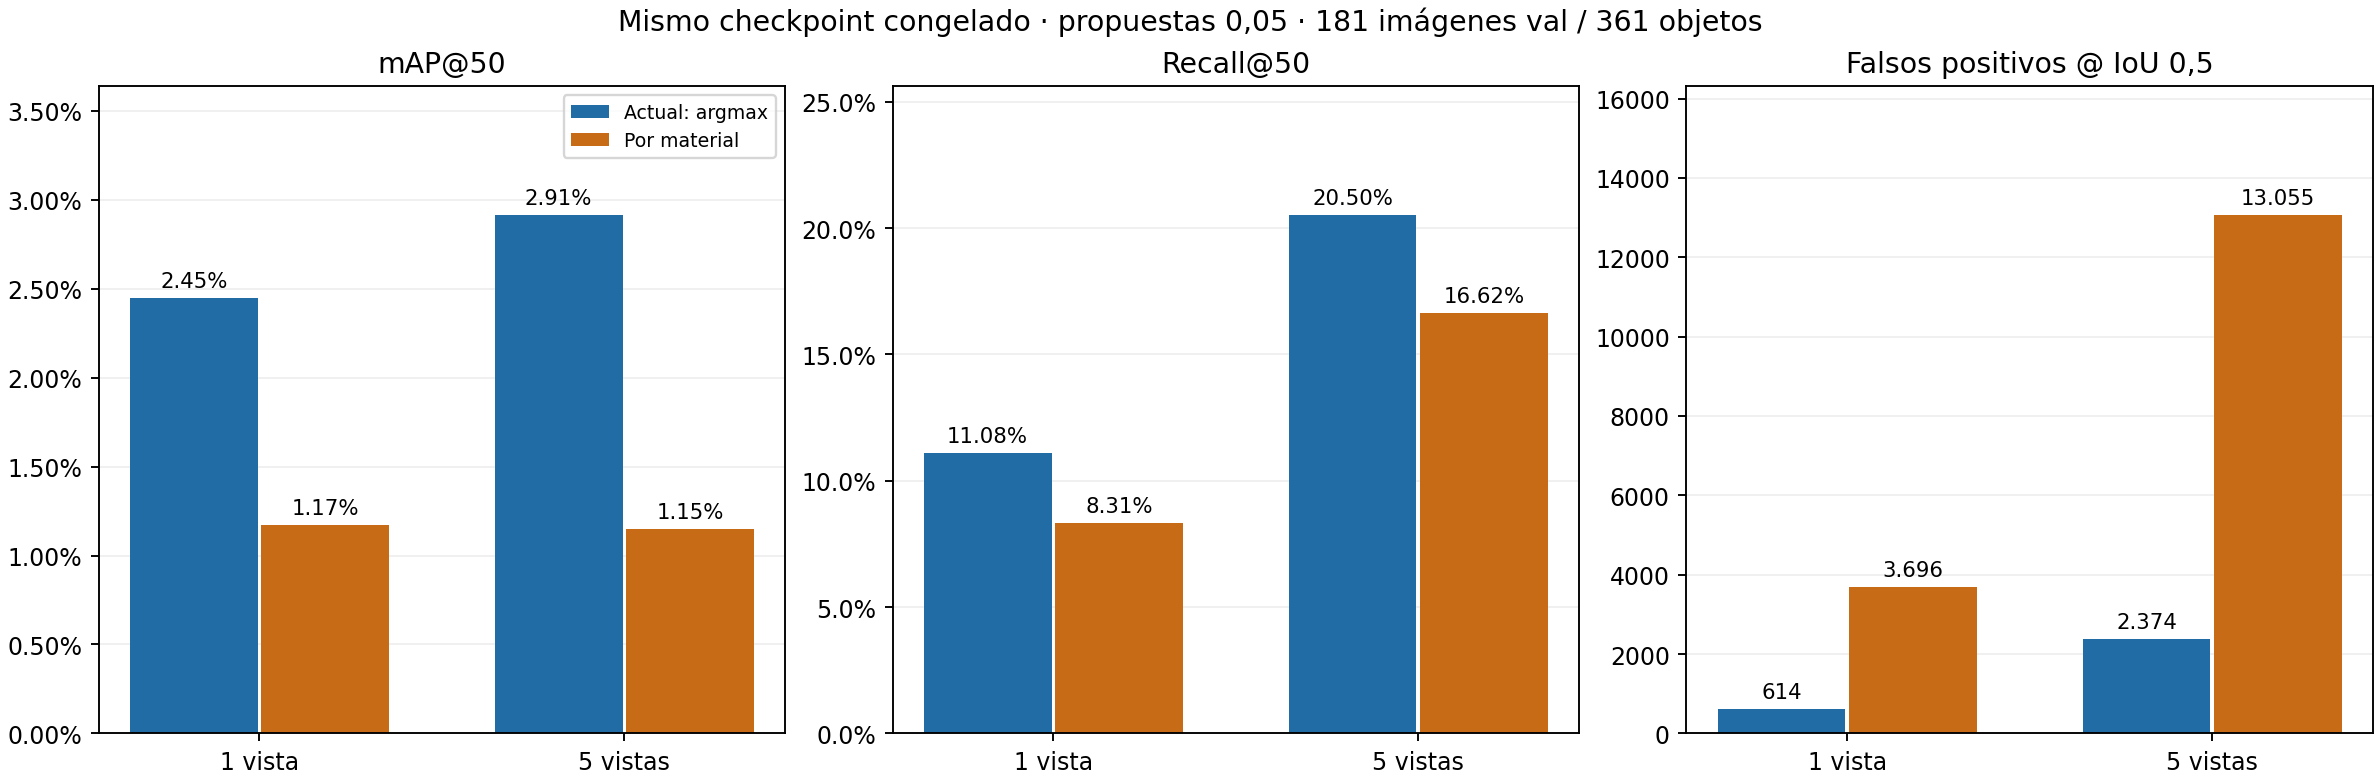 Mismo checkpoint congelado · propuestas 0,05 · 181 imágenes val / 361 objetos
mAP@50
3.50%
3.00%
2.50%
2.00%
1.50%
1.00%
0.50%
0.00%
Actual: argmax
Por material
2.45%
1.17%
2.91%
1.15%
1 vista
5 vistas
Recall@50
25.0%
20.0%
15.0%
10.0%
5.0%
0.0%
11.08%
8.31%
20.50%
16.62%
1 vista
5 vistas
Falsos positivos @ IoU 0,5
16000
14000
12000
10000
8000
6000
4000
2000
0
614
3.696
2.374
13.055
1 vista
5 vistas